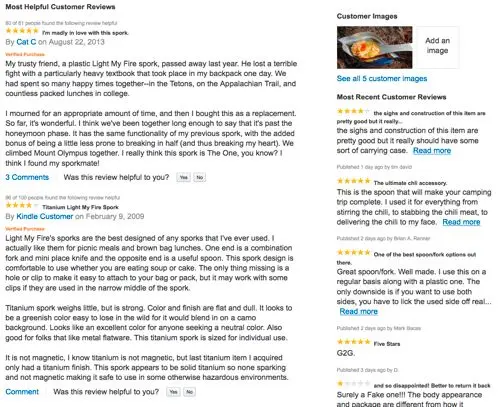 Most Helpful Customer Reviews
80 of 81 people found the following review helpful
I'm madly in love with this spork.
By Cat C on August 22, 2013
Verified Purchase
My trusty friend, a plastic Light My Fire spork, passed away last year. He lost a terrible
fight with a particularly heavy textbook that took place in my backpack one day. We
had spent so many happy times together--in the Tetons, on the Appalachian Trail, and
countless packed lunches in college.
I mourned for an appropriate amount of time, and then I bought this as a replacement.
So far, it's wonderful. I think we've been together long enough to say that it's past the
honeymoon phase. It has the same functionality of my previous spork, with the added
bonus of being a little less prone to breaking in half (and thus breaking my heart). We
climbed Mount Olympus together. I really think this spork is The One, you know? I
think I found my sporkmate!
3 Comments Was this review helpful to you? Yes No
96 of 100 people found the following review helpful
Titanium Light My Fire Spork
By Kindle Customer on February 9, 2009
Verified Purchase
Light My Fire's sporks are the best designed of any sporks that I've ever used. I
actually like them for picnic meals and brown bag lunches. One end is a combination
fork and mini place knife and the opposite end is a useful spoon. This spork design is
comfortable to use whether you are eating soup or cake. The only thing missing is a
hole or clip to make it easy to attach to your bag or pack, but it may work with some
clips if they are used in the narrow middle of the spork.
Titanium spork weighs little, but is strong. Color and finish are flat and dull. It looks to
be a greenish color easy to lose in the wild for it would blend in on a camo
background. Looks like an excellent color for anyone seeking a neutral color. Also
good for folks that like metal flatware. This titanium spork is sized for individual use.
It is not magnetic, I know titanium is not magnetic, but last titanium item I acquired
only had a titanium finish. This spork appears to be solid titanium so none sparking
and not magnetic making it safe to use in some otherwise hazardous environments.
Comment Was this review helpful to you? Yes No
Customer Images
Add an
image
See all 5 customer images
Most Recent Customer Reviews
the sighs and construction of this item are
pretty good but it really...
the sighs and construction of this item are
pretty good but it really should have some
sort of carrying case. Read more
Published 1 day ago by tim david
The ultimate chili accessory.
This is the spoon that will make your camping
trip complete. I used it for everything from
stirring the chili, to stabbing the chili meat, to
delivering the chili to my face. Read more
Published 2 days ago by Brian A. Renner
One of the best spoon/fork options out
there.
Great spoon/fork. Well made. I use this on a
regular basis along with a plastic one. The
only downside is if you want to use both
sides, you have to lick the used side off real...
Read more
Published 2 days ago by Mark Bacas
Five Stars
G2G.
Published 3 days ago by D.
and so disappointed! Better to return it back
Surely a Fake one!!! The body appearance
and package are different from how it